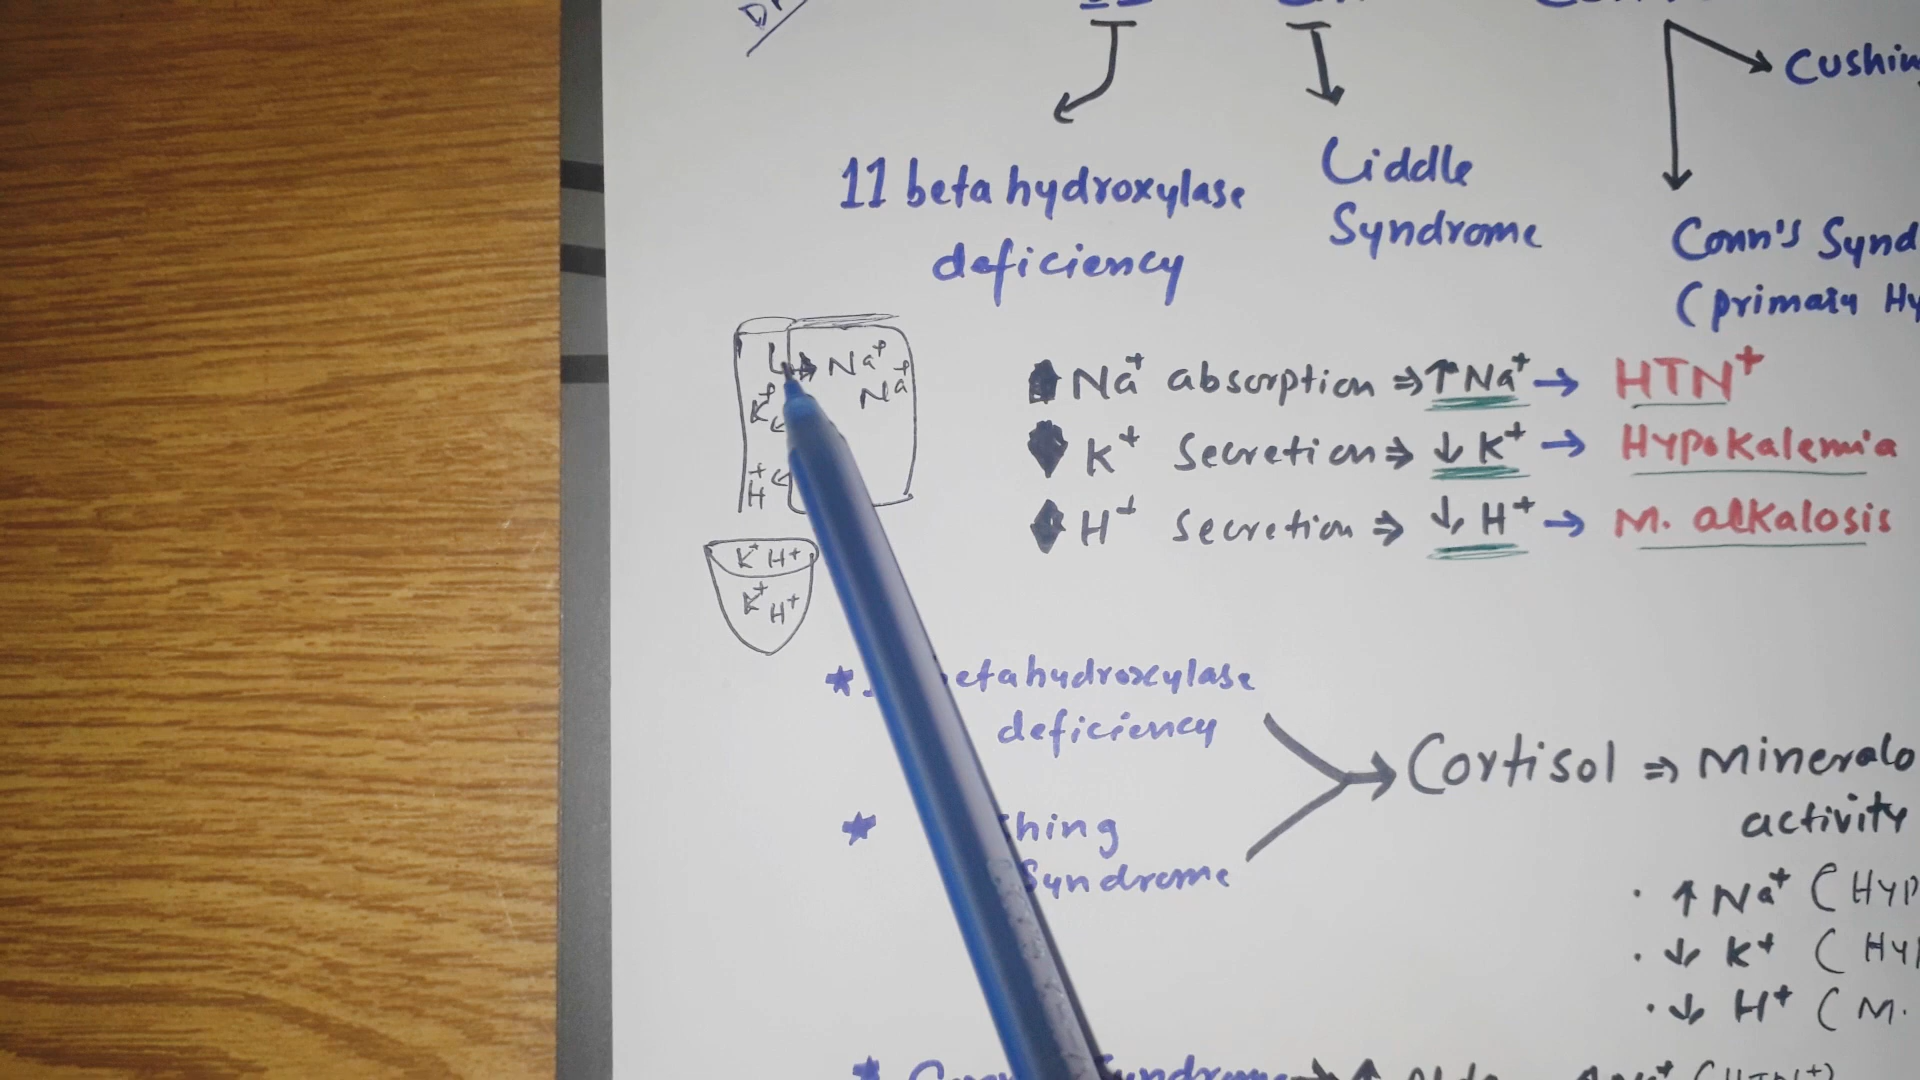 Cushin
11 beta hydroxylase
deficiency
Liddle
Syndrome
Conn's Synd
(primary Hy
Na+
Na+
K+
H+
K+ H+
K+ H+
Na+ absorption ⇒ ↑Na+ → HTN+
K+ secretion ⇒ ↓ K+ → Hypokalemia
H+ secretion ⇒ ↓ H+ → M. alkalosis
* etahydroxylase
deficiency
* hing
Syndrome
→ Cortisol ⇒ mineralo
activity
· ↑ Na+ (HYP
· ↓ K+ (HY
· ↓ H+ (M.